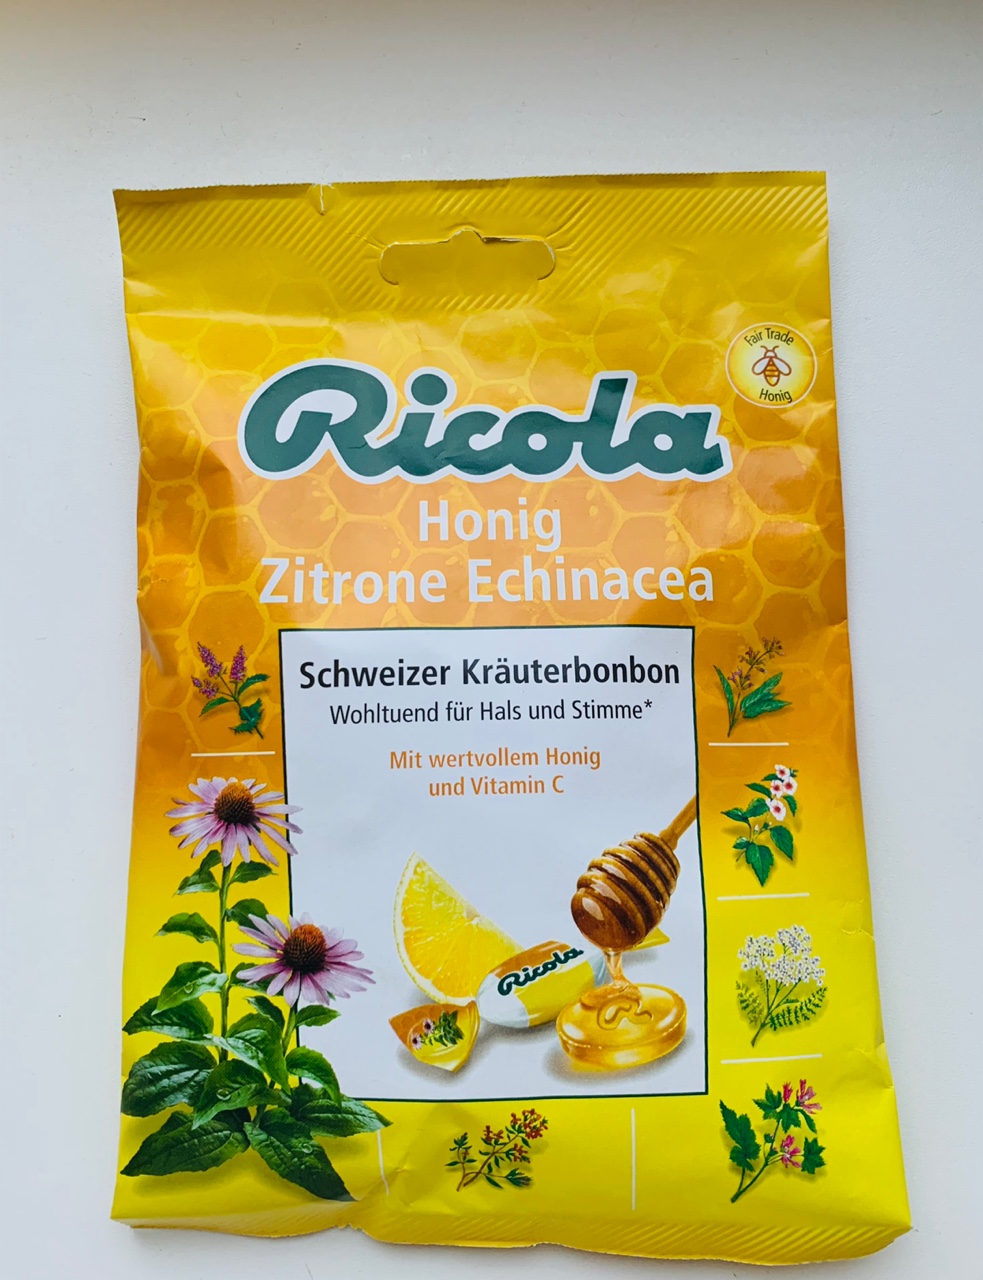 Fair Trade
Honig
Ricola
Honig
Zitrone Echinacea
Schweizer Kräuterbonbon
Wohltuend für Hals und Stimme*
Mit wertvollem Honig
und Vitamin C
Ricola